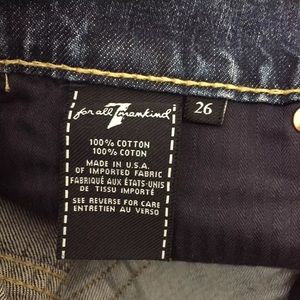 for all 7 mankind
26
100% COTTON
100% COTON
MADE IN U.S.A.
OF IMPORTED FABRIC
FABRIQUÉ AUX ÉTATS-UNIS
DE TISSU IMPORTÉ
SEE REVERSE FOR CARE
ENTRETIEN AU VERSO